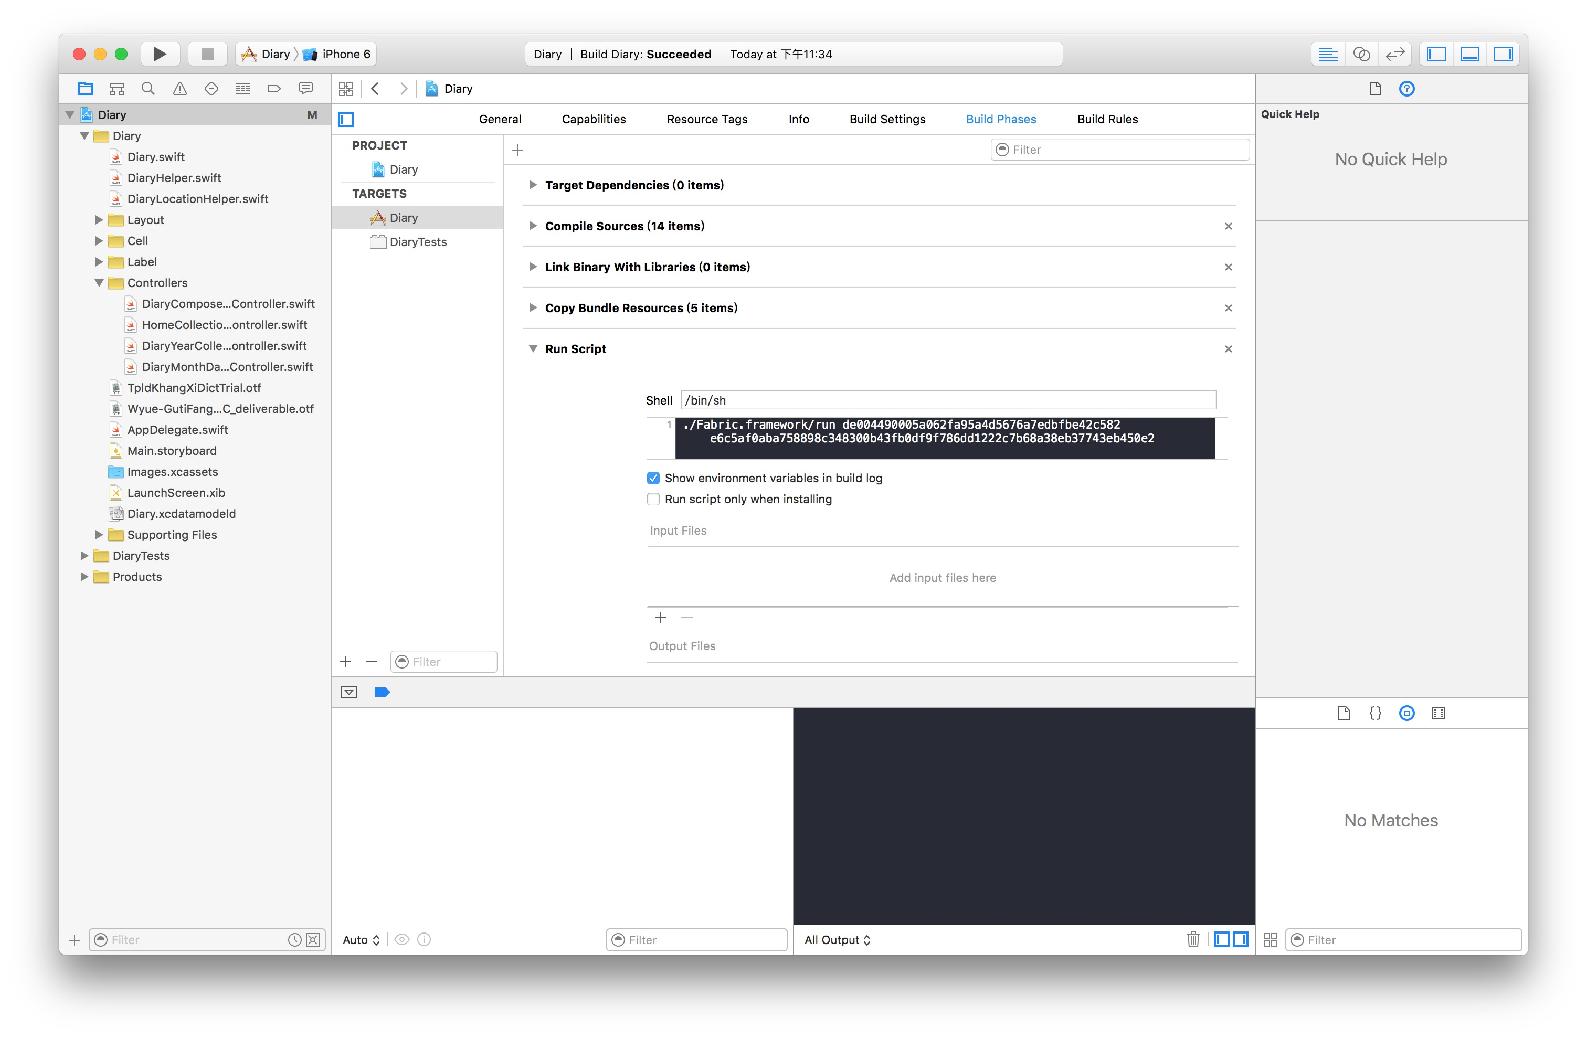 Diary
iPhone 6
Diary | Build Diary: Succeeded Today at 下午11:34
Diary
Diary M
Diary
Diary.swift
DiaryHelper.swift
DiaryLocationHelper.swift
Layout
Cell
Label
Controllers
DiaryCompose...Controller.swift
HomeCollectio...ontroller.swift
DiaryYearColle...ontroller.swift
DiaryMonthDa...Controller.swift
TpldKhangXiDictTrial.otf
Wyue-GutiFang...C_deliverable.otf
AppDelegate.swift
Main.storyboard
Images.xcassets
LaunchScreen.xib
Diary.xcdatamodeld
Supporting Files
DiaryTests
Products
Filter
General Capabilities Resource Tags Info Build Settings Build Phases Build Rules
PROJECT
Diary
TARGETS
Diary
DiaryTests
Filter
Filter
Target Dependencies (0 items)
Compile Sources (14 items)
Link Binary With Libraries (0 items)
Copy Bundle Resources (5 items)
Run Script
Shell /bin/sh
1 ./Fabric.framework/run de004490005a062fa95a4d5676a7edbfbe42c582
e6c5af0aba758898c348300b43fb0df9f786dd1222c7b68a38eb37743eb450e2
Show environment variables in build log
Run script only when installing
Input Files
Add input files here
Output Files
Auto
Filter
All Output
Quick Help
No Quick Help
No Matches
Filter